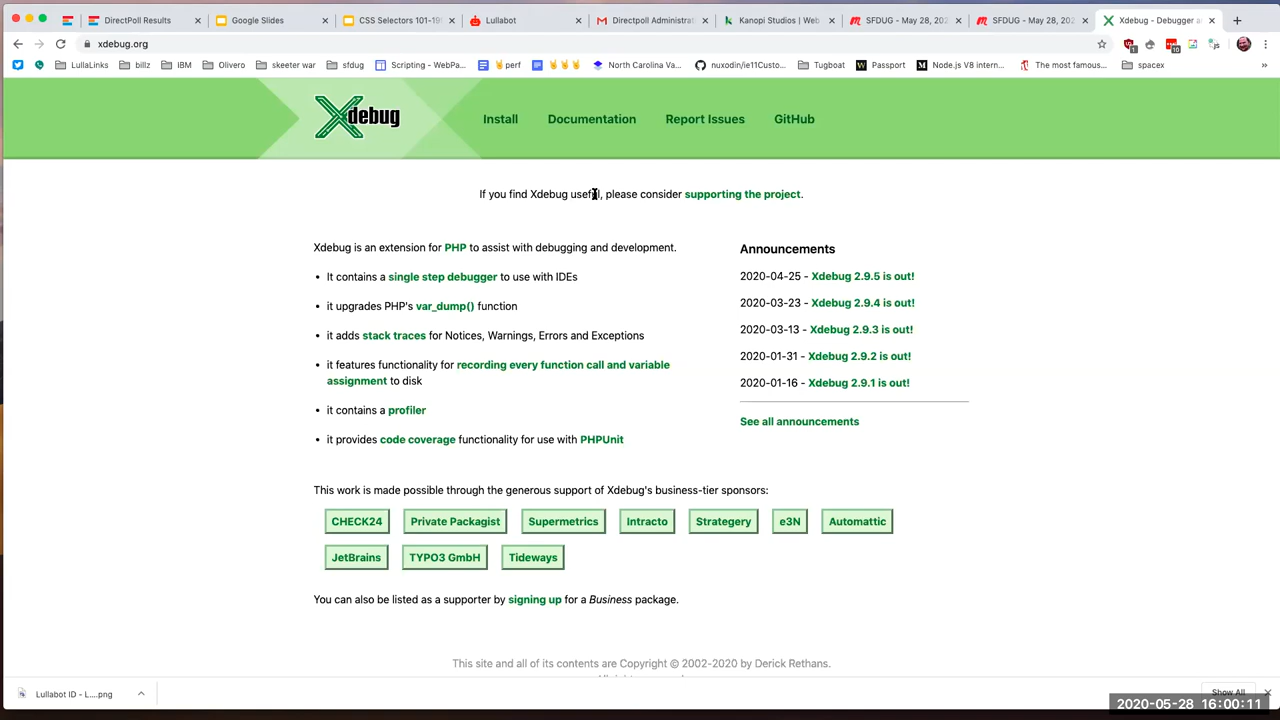 DirectPoll Results
Google Slides
CSS Selectors 101-19
Lullabot
Directpoll Administra
Kanopi Studios | Web
SFDUG - May 28, 202
SFDUG - May 28, 202
Xdebug - Debugger a
xdebug.org
LullaLinks
billz
IBM
Olivero
skeeter war
sfdug
Scripting - WebPa...
🤘perf
🤘🤘🤘
North Carolina Va...
nuxodin/ie11Custo...
Tugboat
Passport
Node.js V8 intern...
The most famous...
spacex
»
Xdebug
Install
Documentation
Report Issues
GitHub
If you find Xdebug useful, please consider supporting the project.
Xdebug is an extension for PHP to assist with debugging and development.
• It contains a single step debugger to use with IDEs
• it upgrades PHP's var_dump() function
• it adds stack traces for Notices, Warnings, Errors and Exceptions
• it features functionality for recording every function call and variable
assignment to disk
• it contains a profiler
• it provides code coverage functionality for use with PHPUnit
Announcements
2020-04-25 - Xdebug 2.9.5 is out!
2020-03-23 - Xdebug 2.9.4 is out!
2020-03-13 - Xdebug 2.9.3 is out!
2020-01-31 - Xdebug 2.9.2 is out!
2020-01-16 - Xdebug 2.9.1 is out!
See all announcements
This work is made possible through the generous support of Xdebug's business-tier sponsors:
CHECK24
Private Packagist
Supermetrics
Intracto
Strategery
e3N
Automattic
JetBrains
TYPO3 GmbH
Tideways
You can also be listed as a supporter by signing up for a Business package.
This site and all of its contents are Copyright © 2002-2020 by Derick Rethans.
Lullabot ID - L....png
Show All
2020-05-28 16:00:11